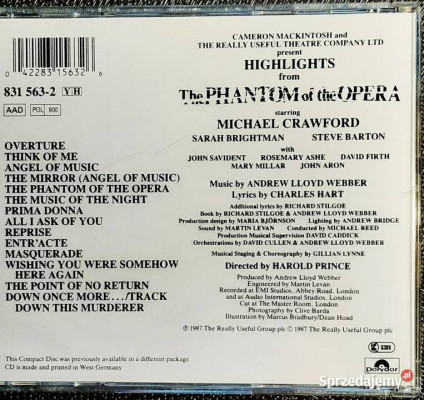 CAMERON MACKINTOSH and
THE REALLY USEFUL THEATRE COMPANY LTD
present
HIGHLIGHTS
from
The PHANTOM of the OPERA
starring
MICHAEL CRAWFORD
SARAH BRIGHTMAN STEVE BARTON
with
JOHN SAVIDENT ROSEMARY ASHE DAVID FIRTH
MARY MILLAR JOHN ARON
Music by ANDREW LLOYD WEBBER
Lyrics by CHARLES HART
Additional lyrics by RICHARD STILGOE
Book by RICHARD STILGOE & ANDREW LLOYD WEBBER
Production design by MARIA BJÖRNSON Lighting by ANDREW BRIDGE
Sound by MARTIN LEVAN Conducted by MICHAEL REED
Production Musical Supervision DAVID CADDICK
Orchestrations by DAVID CULLEN & ANDREW LLOYD WEBBER
Musical Staging & Choreography by GILLIAN LYNNE
Directed by HAROLD PRINCE
Produced by Andrew Lloyd Webber
Engineered by Martin Levan
Recorded at EMI Studios, Abbey Road, London
and at Audio International Studios, London
Cut at The Master Room, London
Photography by Clive Barda
Illustration by Marcus Bradbury/Dean Hoad
℗ 1987 The Really Useful Group plc © 1987 The Really Useful Group plc
0 42283 15632 6
831 563-2 Y H
AAD POL 900
OVERTURE
THINK OF ME
ANGEL OF MUSIC
THE MIRROR (ANGEL OF MUSIC)
THE PHANTOM OF THE OPERA
THE MUSIC OF THE NIGHT
PRIMA DONNA
ALL I ASK OF YOU
REPRISE
ENTR'ACTE
MASQUERADE
WISHING YOU WERE SOMEHOW
HERE AGAIN
THE POINT OF NO RETURN
DOWN ONCE MORE.../TRACK
DOWN THIS MURDERER
This Compact Disc was previously available in a different package
CD is made and printed in West Germany
polydor
Sprzedajemy.pl